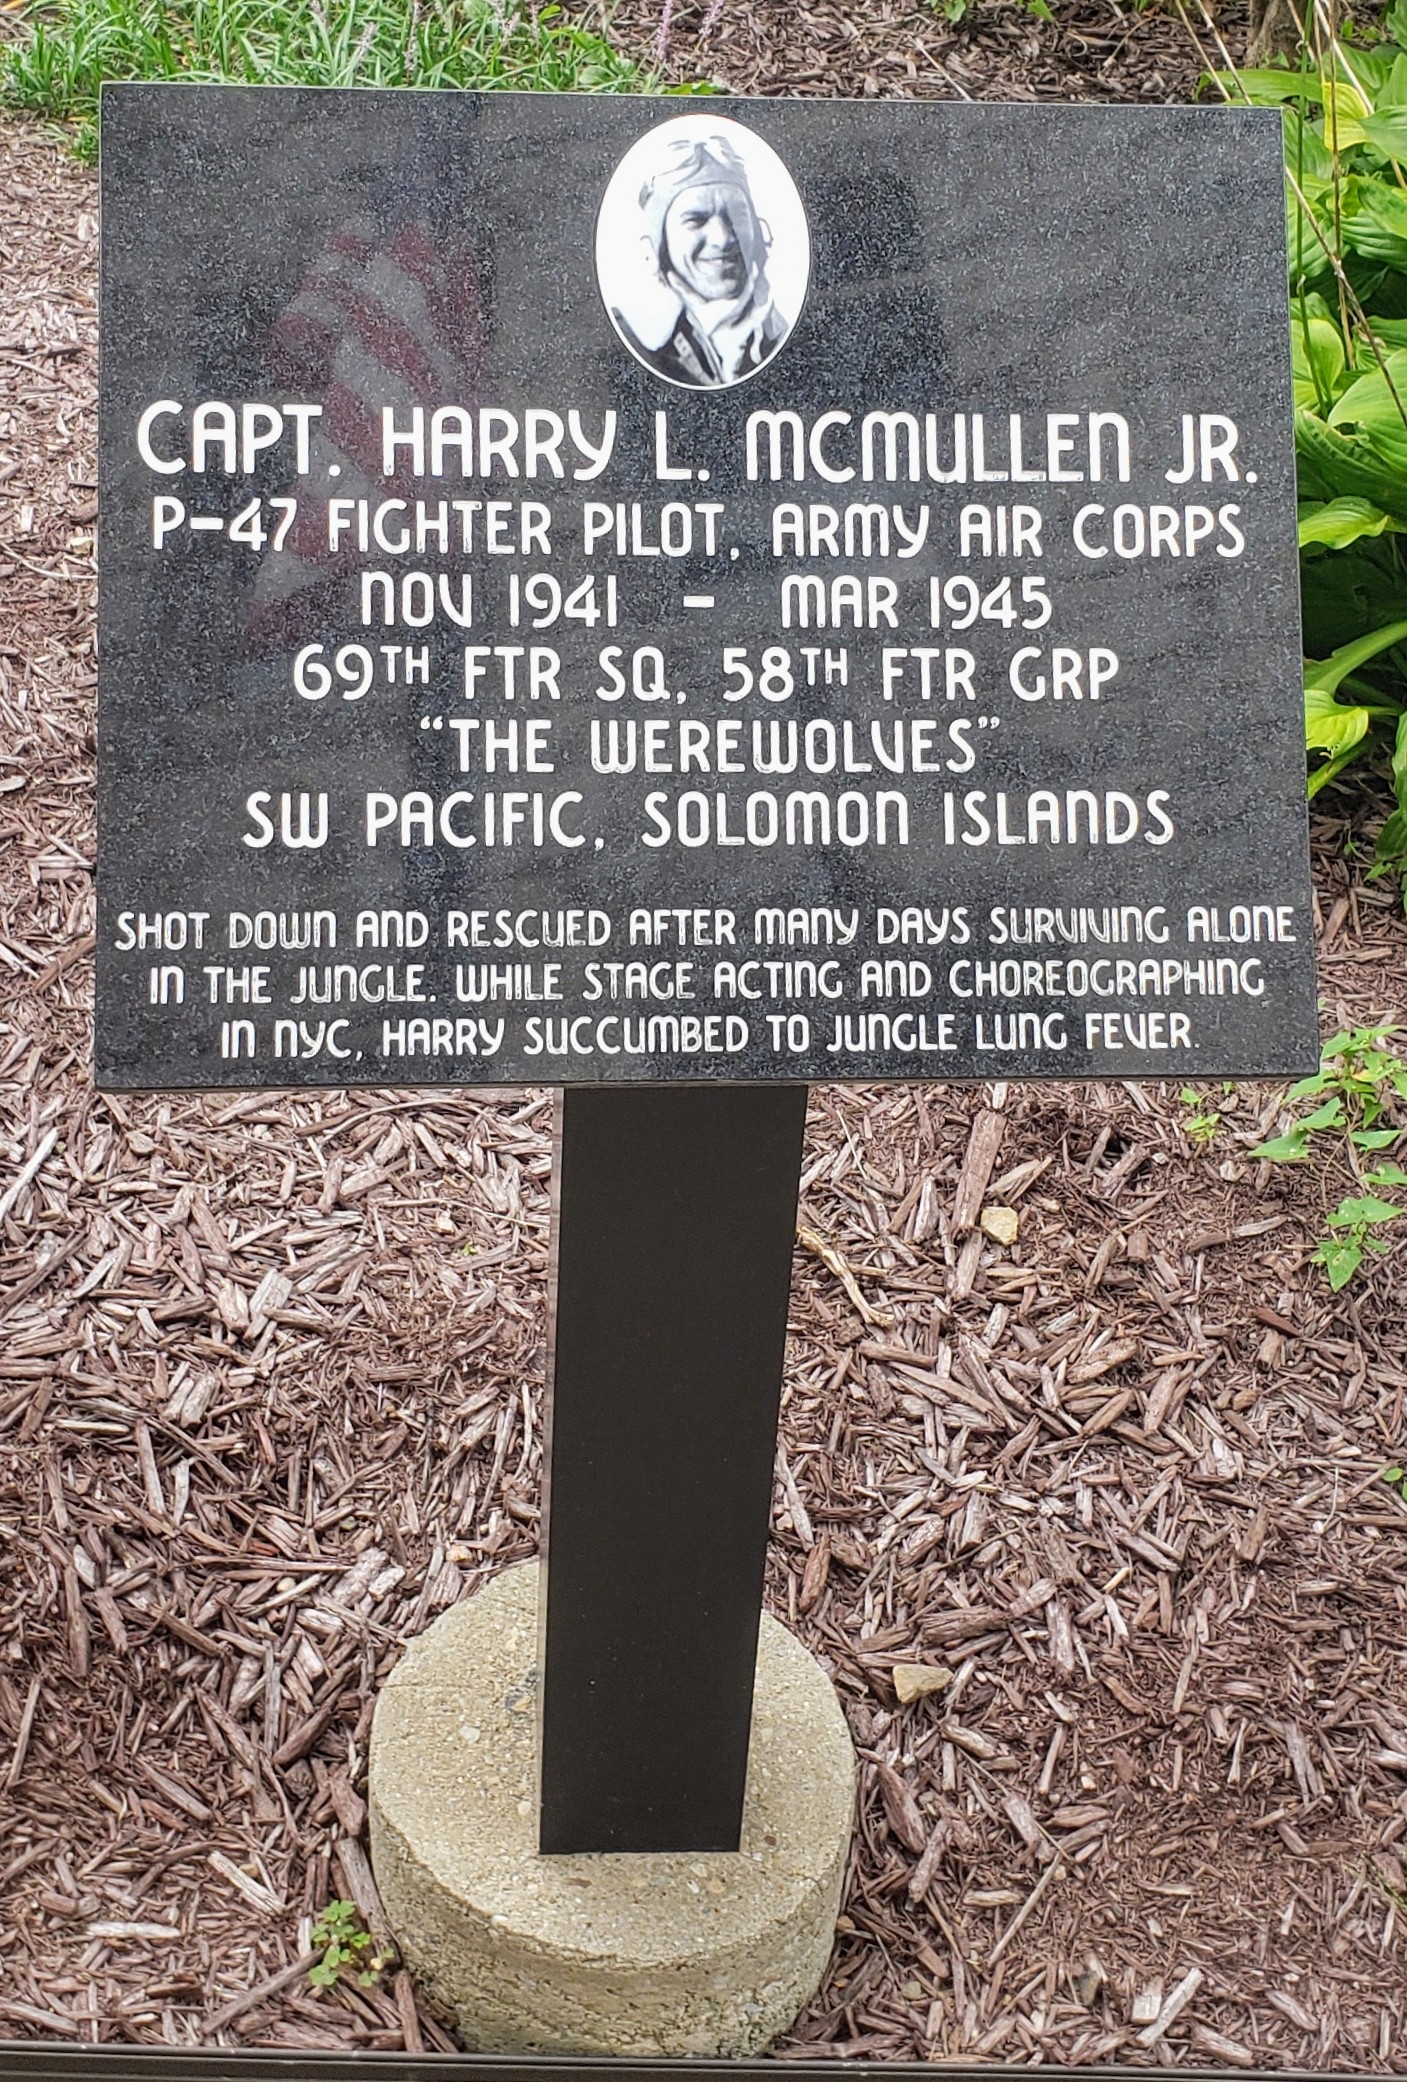 CAPT. HARRY L. MCMULLEN JR.
P-47 FIGHTER PILOT, ARMY AIR CORPS
NOV 1941 - MAR 1945
69TH FTR SQ, 58TH FTR GRP
“THE WEREWOLVES”
SW PACIFIC, SOLOMON ISLANDS
SHOT DOWN AND RESCUED AFTER MANY DAYS SURVIVING ALONE
IN THE JUNGLE. WHILE STAGE ACTING AND CHOREOGRAPHING
IN NYC, HARRY SUCCUMBED TO JUNGLE LUNG FEVER.